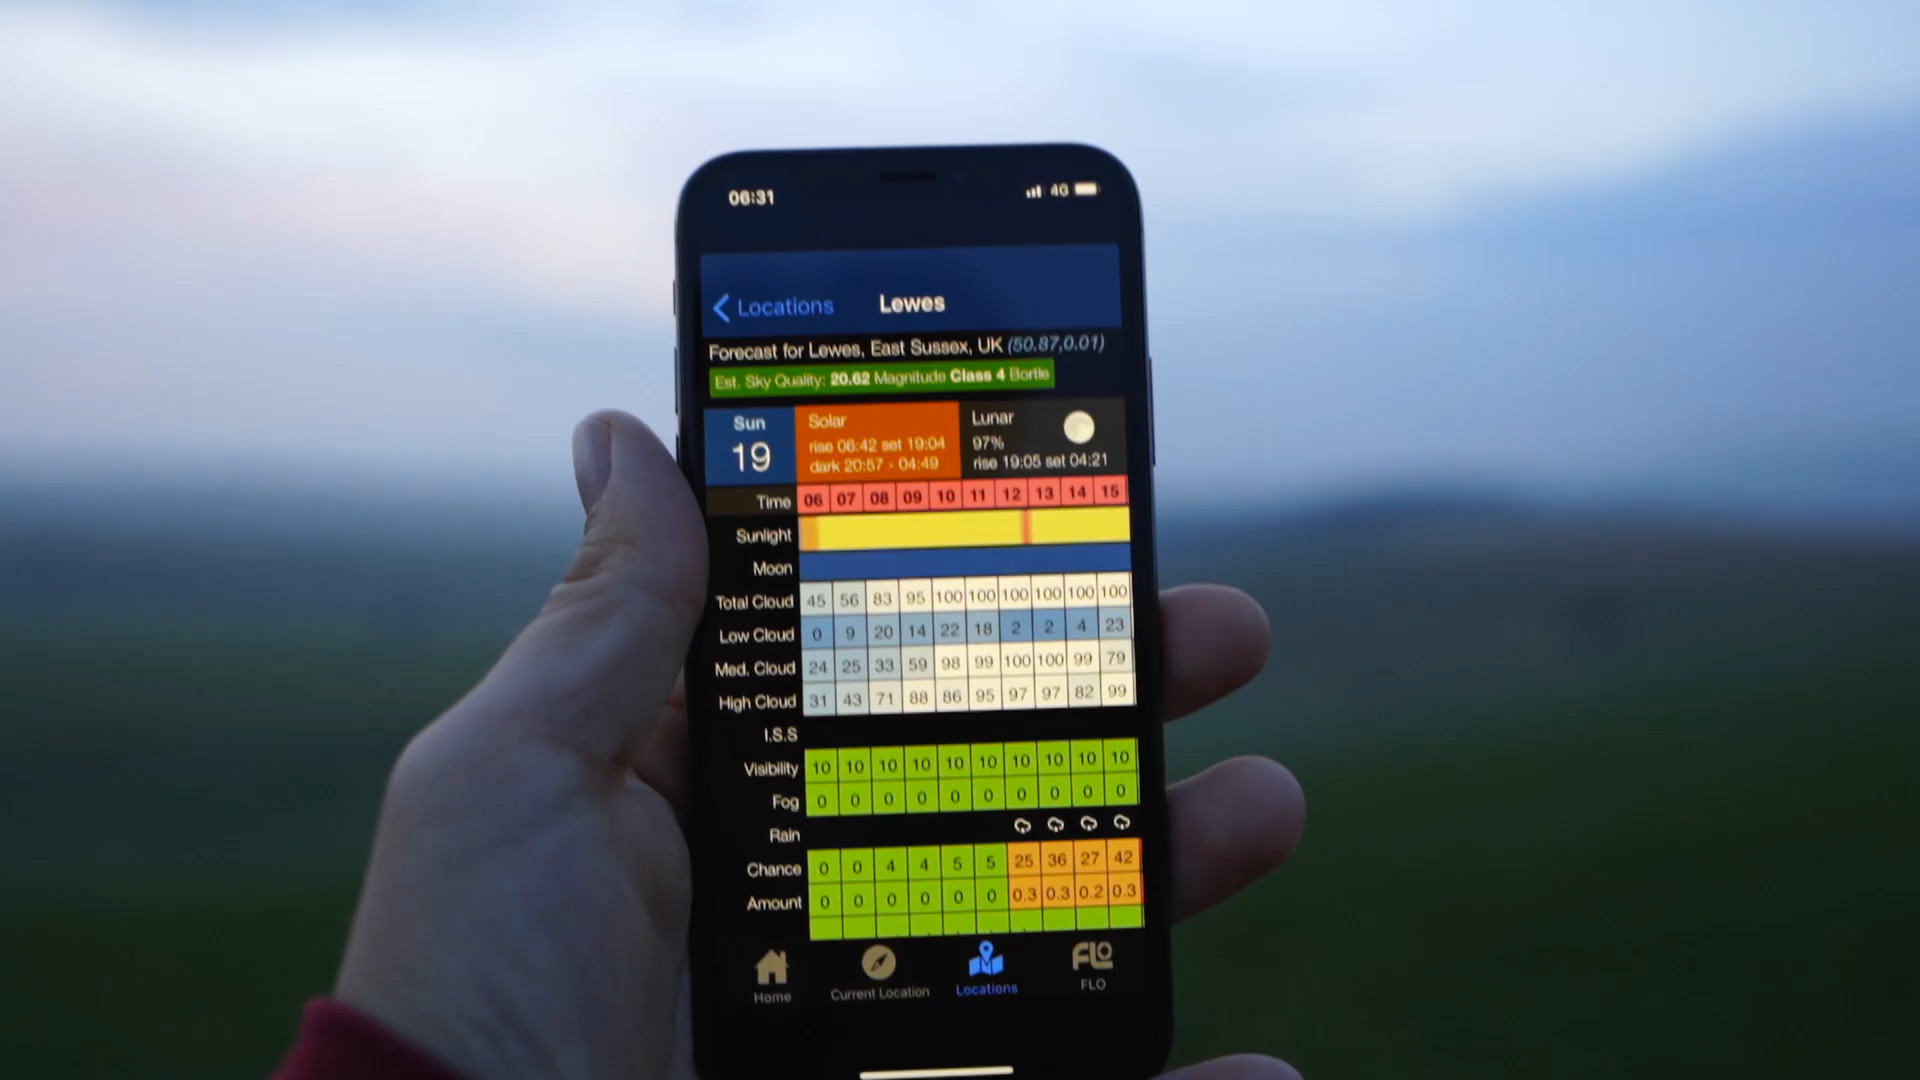 06:31 4G
Locations Lewes
Forecast for Lewes, East Sussex, UK (50.87,0.01)
Est. Sky Quality: 20.62 Magnitude Class 4 Bortle
Sun Solar Lunar
19 rise 06:42 set 19:04 97%
dark 20:57 - 04:49 rise 19:05 set 04:21
Time 06 07 08 09 10 11 12 13 14 15
Sunlight
Moon
Total Cloud 45 56 83 95 100 100 100 100 100 100
Low Cloud 0 9 20 14 22 18 2 2 4 23
Med. Cloud 24 25 33 59 98 99 100 100 99 79
High Cloud 31 43 71 88 86 95 97 97 82 99
I.S.S
Visibility 10 10 10 10 10 10 10 10 10 10
Fog 0 0 0 0 0 0 0 0 0 0
Rain
Chance 0 0 4 4 5 5 25 36 27 42
Amount 0 0 0 0 0 0 0.3 0.3 0.2 0.3
FLO
Home Current Location Locations FLO